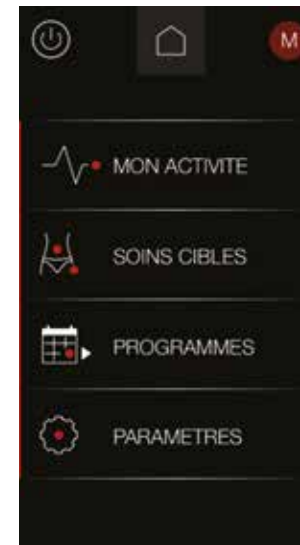 M
MON ACTIVITE
SOINS CIBLES
PROGRAMMES
PARAMETRES